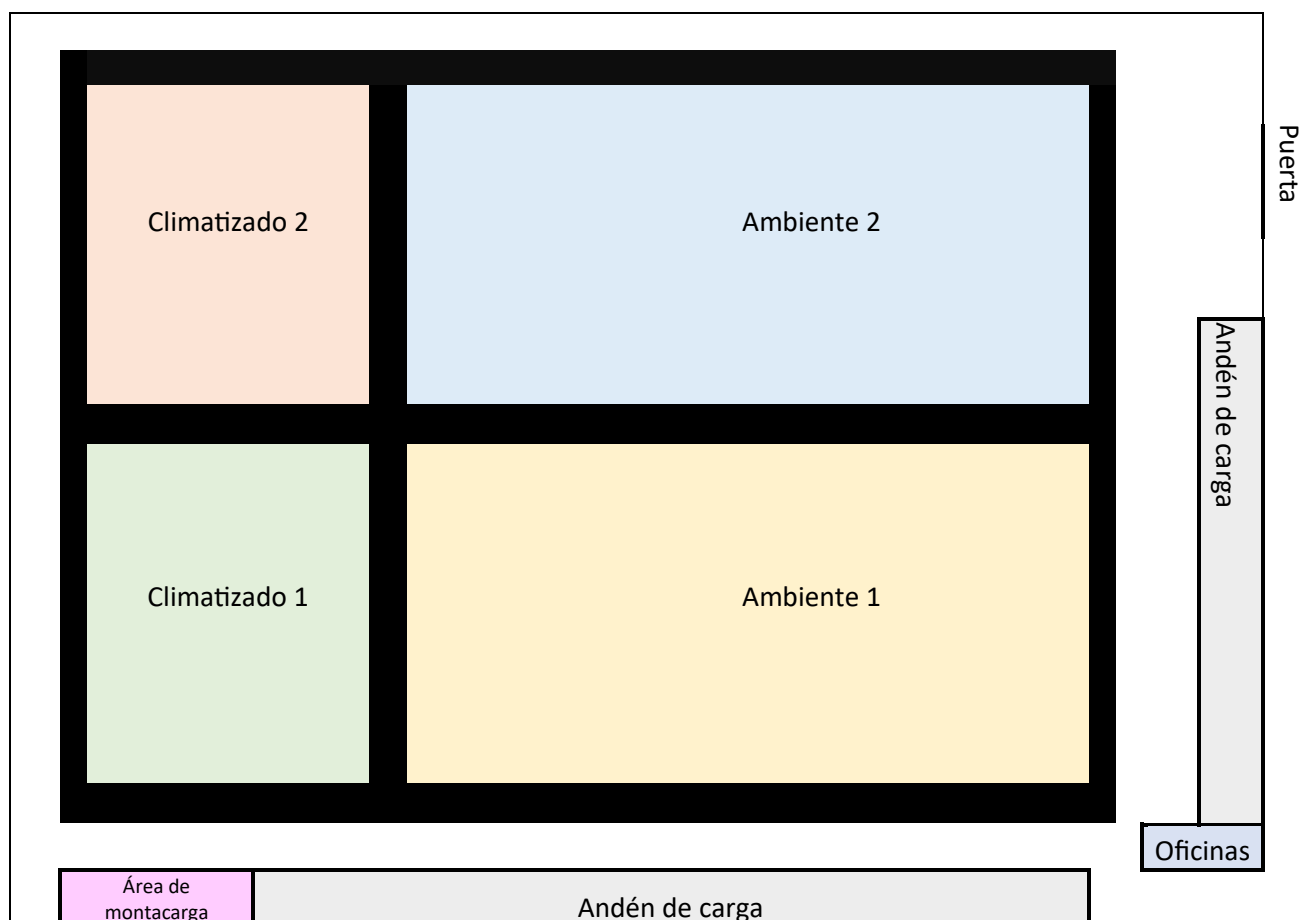 Puerta
Climatizado 2
Ambiente 2
Andén de carga
Climatizado 1
Ambiente 1
Oficinas
Área de
montacarga
Andén de carga